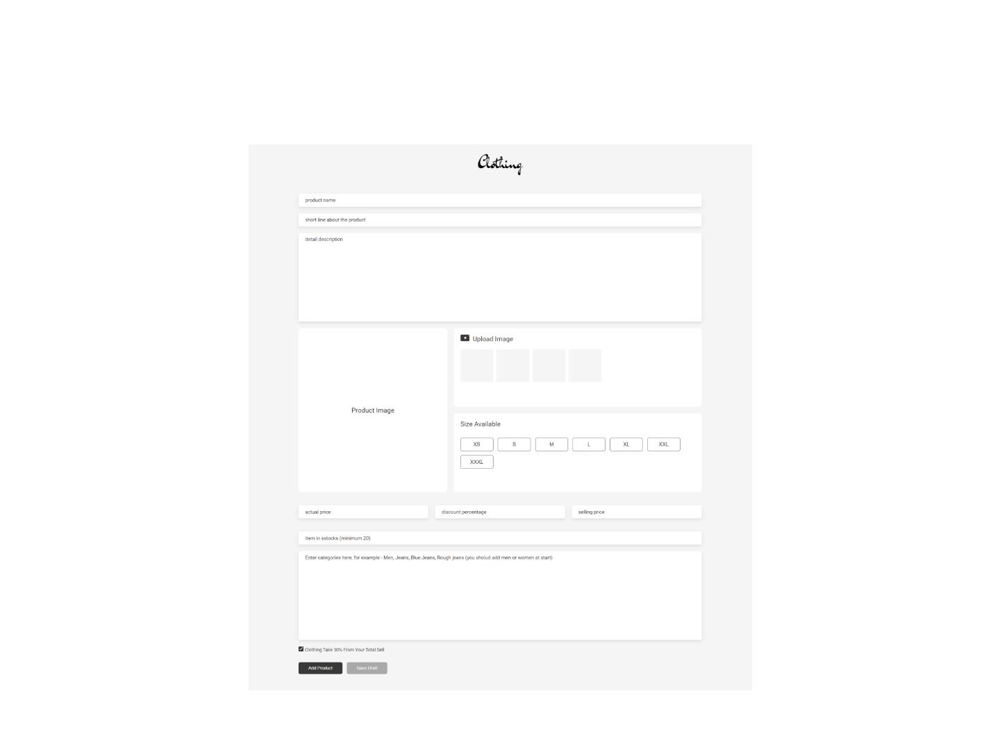 Clothing
product name
short line about the product
detail description
Product Image
Upload Image
Size Available
XS S M L XL XXL
XXXL
actual price discount percentage selling price
item in sstocks (minimum 20)
Enter categories here, for example - Men, Jeans, Blue Jeans, Rough jeans (you sholud add men or women at start)
Clothing Take 30% From Your Total Sell
Add Product Save Draft